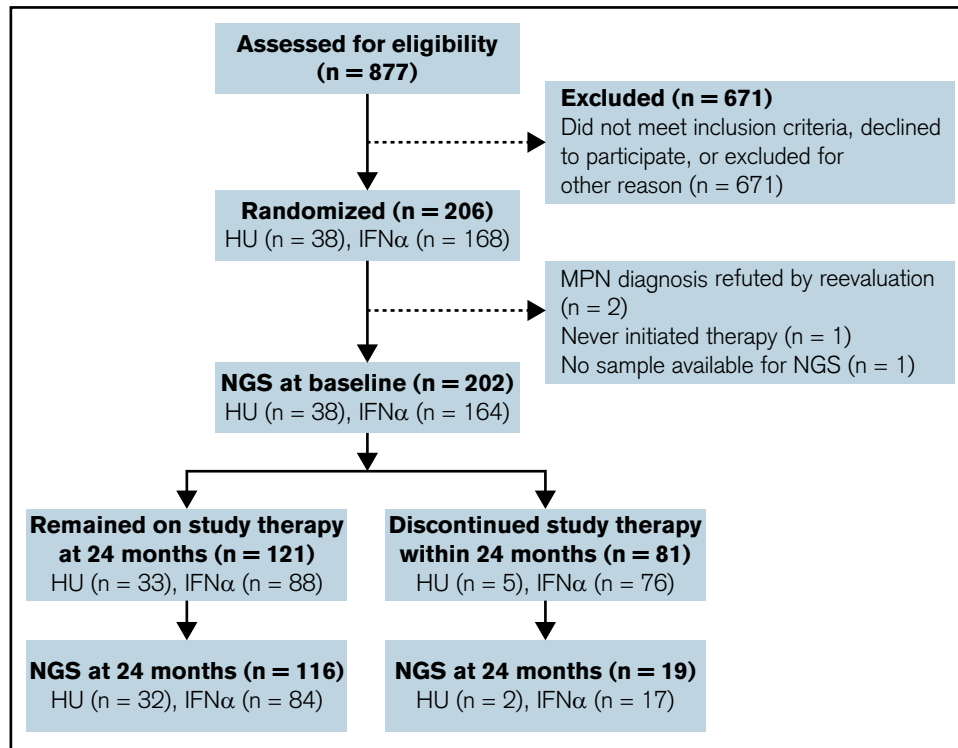 Assessed for eligibility
(n = 877)
Excluded (n = 671)
Did not meet inclusion criteria, declined
to participate, or excluded for
other reason (n = 671)
Randomized (n = 206)
HU (n = 38), IFNα (n = 168)
MPN diagnosis refuted by reevaluation
(n = 2)
Never initiated therapy (n = 1)
No sample available for NGS (n = 1)
NGS at baseline (n = 202)
HU (n = 38), IFNα (n = 164)
Remained on study therapy
at 24 months (n = 121)
HU (n = 33), IFNα (n = 88)
Discontinued study therapy
within 24 months (n = 81)
HU (n = 5), IFNα (n = 76)
NGS at 24 months (n = 116)
HU (n = 32), IFNα (n = 84)
NGS at 24 months (n = 19)
HU (n = 2), IFNα (n = 17)